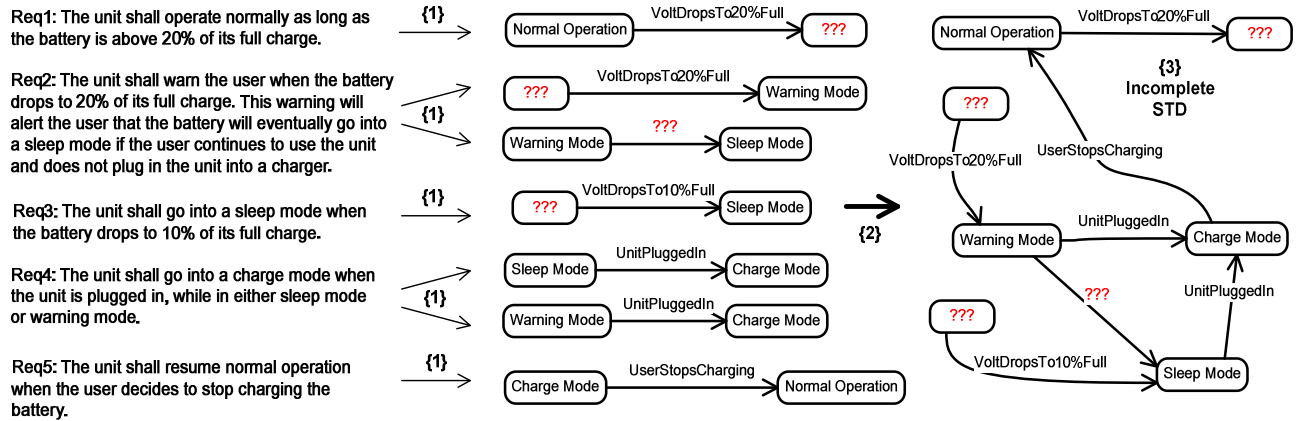 Req1: The unit shall operate normally as long as
the battery is above 20% of its full charge.
{1}
Normal Operation
VoltDropsTo20%Full
???
Req2: The unit shall warn the user when the battery
drops to 20% of its full charge. This warning will
alert the user that the battery will eventually go into
a sleep mode if the user continues to use the unit
and does not plug in the unit into a charger.
{1}
???
VoltDropsTo20%Full
Warning Mode
Warning Mode
???
Sleep Mode
Req3: The unit shall go into a sleep mode when
the battery drops to 10% of its full charge.
{1}
???
VoltDropsTo10%Full
Sleep Mode
Req4: The unit shall go into a charge mode when
the unit is plugged in, while in either sleep mode
or warning mode.
{1}
Sleep Mode
UnitPluggedIn
Charge Mode
Warning Mode
UnitPluggedIn
Charge Mode
Req5: The unit shall resume normal operation
when the user decides to stop charging the
battery.
{1}
Charge Mode
UserStopsCharging
Normal Operation
{2}
Normal Operation
VoltDropsTo20%Full
???
{3}
Incomplete
STD
???
VoltDropsTo20%Full
UserStopsCharging
Warning Mode
UnitPluggedIn
Charge Mode
???
UnitPluggedIn
???
VoltDropsTo10%Full
Sleep Mode